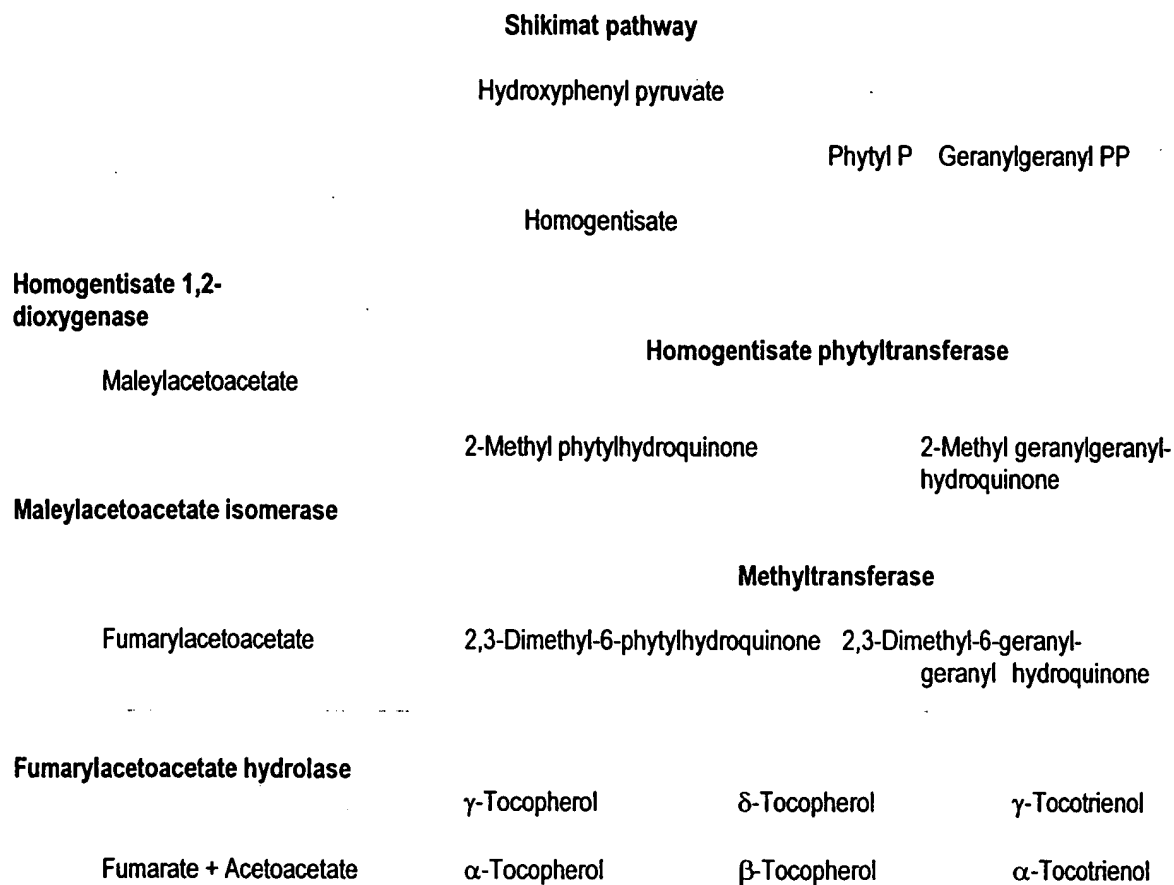 Shikimat pathway
Hydroxyphenyl pyruvate
Phytyl P Geranylgeranyl PP
Homogentisate
Homogentisate 1,2-
dioxygenase
Homogentisate phytyltransferase
Maleylacetoacetate
2-Methyl phytylhydroquinone 2-Methyl geranylgeranyl-
hydroquinone
Maleylacetoacetate isomerase
Methyltransferase
Fumarylacetoacetate 2,3-Dimethyl-6-phytylhydroquinone 2,3-Dimethyl-6-geranyl-
geranyl hydroquinone
Fumarylacetoacetate hydrolase
γ-Tocopherol δ-Tocopherol γ-Tocotrienol
Fumarate + Acetoacetate α-Tocopherol β-Tocopherol α-Tocotrienol